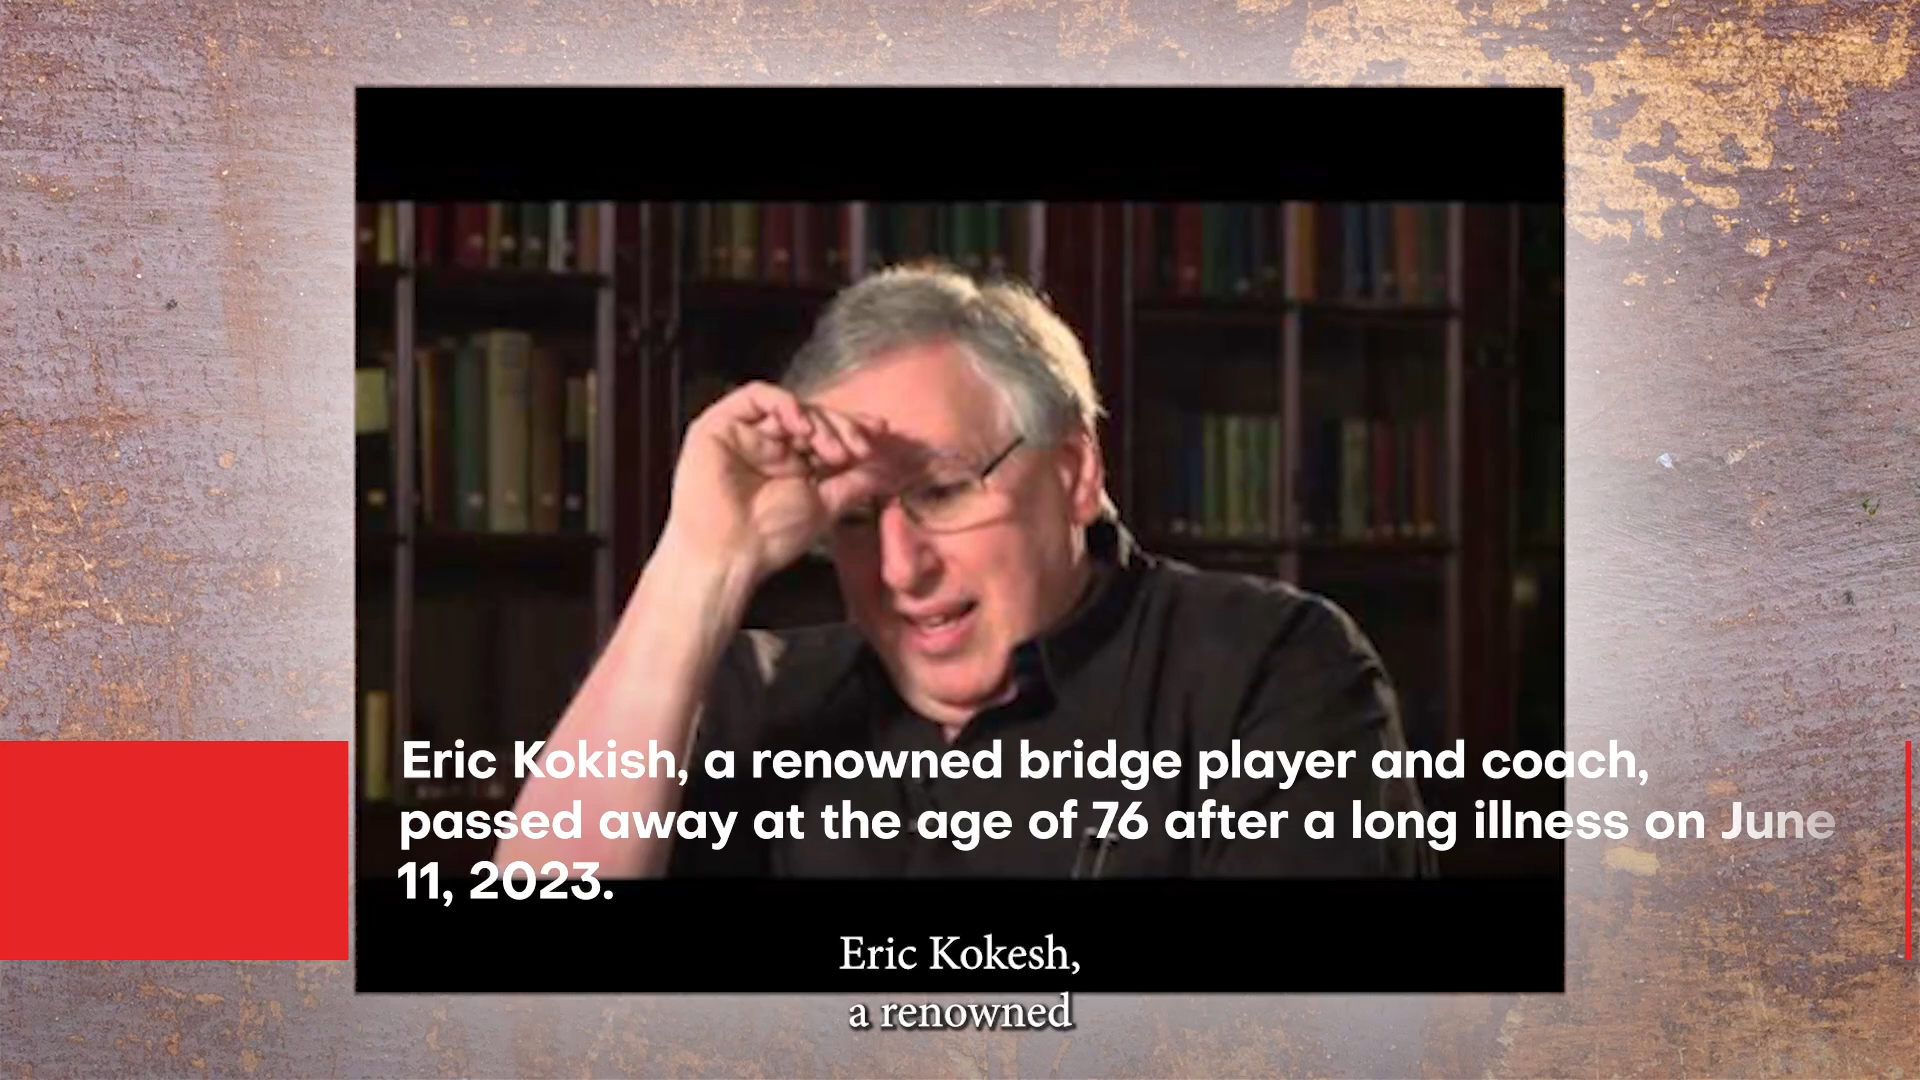 Eric Kokish, a renowned bridge player and coach,
passed away at the age of 76 after a long illness on June
11, 2023.
Eric Kokesh,
a renowned